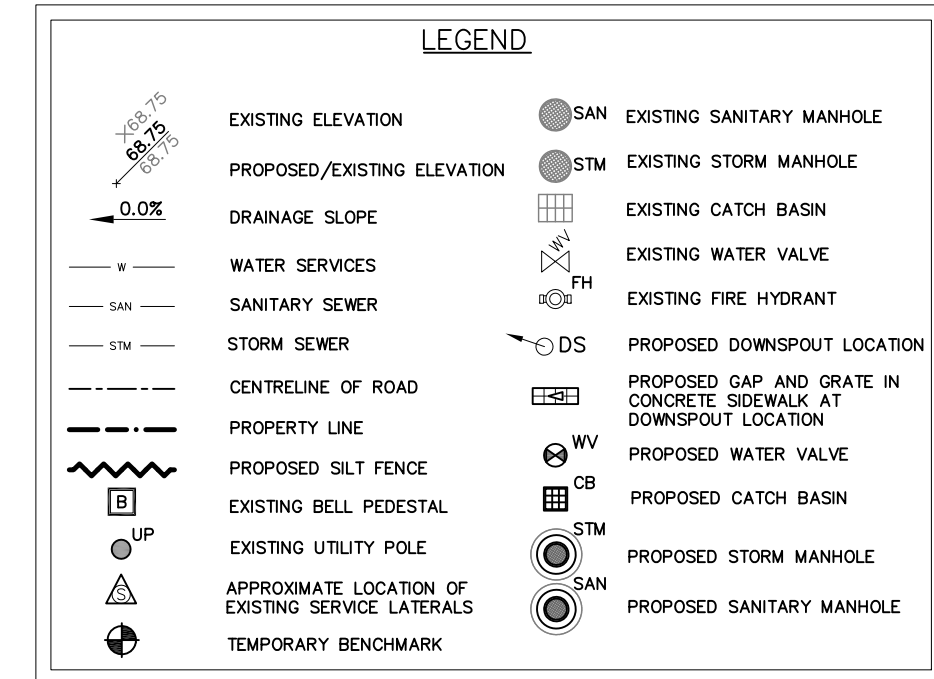 LEGEND
X68.75
68.75
68.75
EXISTING ELEVATION
PROPOSED/EXISTING ELEVATION
0.0%
DRAINAGE SLOPE
W
WATER SERVICES
SAN
SANITARY SEWER
STM
STORM SEWER
CENTRELINE OF ROAD
PROPERTY LINE
PROPOSED SILT FENCE
B
EXISTING BELL PEDESTAL
UP
EXISTING UTILITY POLE
S
APPROXIMATE LOCATION OF
EXISTING SERVICE LATERALS
TEMPORARY BENCHMARK
SAN
EXISTING SANITARY MANHOLE
STM
EXISTING STORM MANHOLE
EXISTING CATCH BASIN
WV
EXISTING WATER VALVE
FH
EXISTING FIRE HYDRANT
DS
PROPOSED DOWNSPOUT LOCATION
PROPOSED GAP AND GRATE IN
CONCRETE SIDEWALK AT
DOWNSPOUT LOCATION
WV
PROPOSED WATER VALVE
CB
PROPOSED CATCH BASIN
STM
PROPOSED STORM MANHOLE
SAN
PROPOSED SANITARY MANHOLE